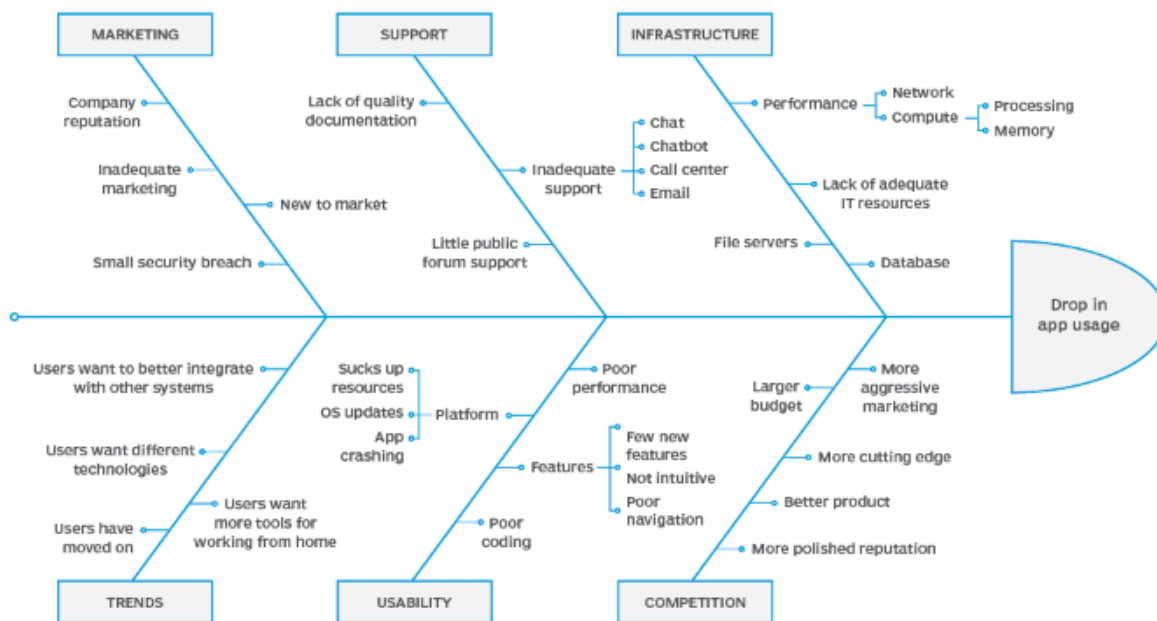 MARKETING
SUPPORT
INFRASTRUCTURE
Company
reputation
Inadequate
marketing
New to market
Small security breach
Lack of quality
documentation
Inadequate
support
Chat
Chatbot
Call center
Email
Little public
forum support
Performance
Network
Compute
Processing
Memory
Lack of adequate
IT resources
File servers
Database
Drop in
app usage
Users want to better integrate
with other systems
Users want different
technologies
Users want
more tools for
working from home
Users have
moved on
Poor
performance
Sucks up
resources
OS updates
App
crashing
Platform
Features
Few new
features
Not intuitive
Poor
navigation
Poor
coding
More
aggressive
marketing
Larger
budget
More cutting edge
Better product
More polished reputation
TRENDS
USABILITY
COMPETITION